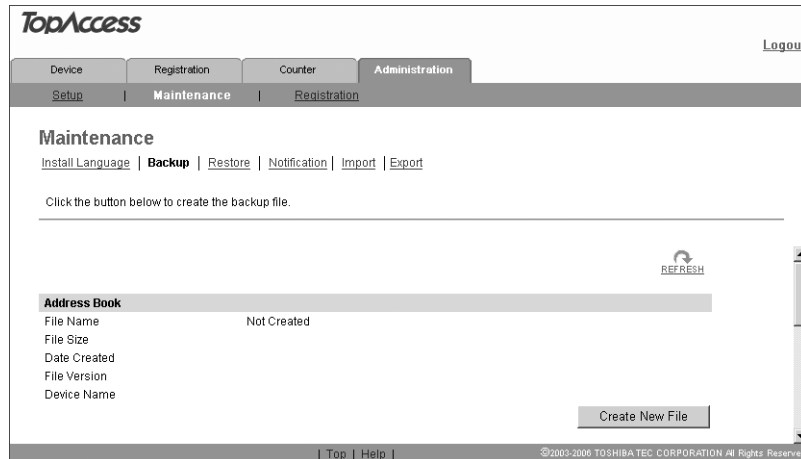 TopAccess
Logou
Device Registration Counter Administration
Setup | Maintenance | Registration
Maintenance
Install Language | Backup | Restore | Notification | Import | Export
Click the button below to create the backup file.
REFRESH
Address Book
File Name Not Created
File Size
Date Created
File Version
Device Name
Create New File
| Top | Help | ©2003-2006 TOSHIBA TEC CORPORATION All Rights Reserve